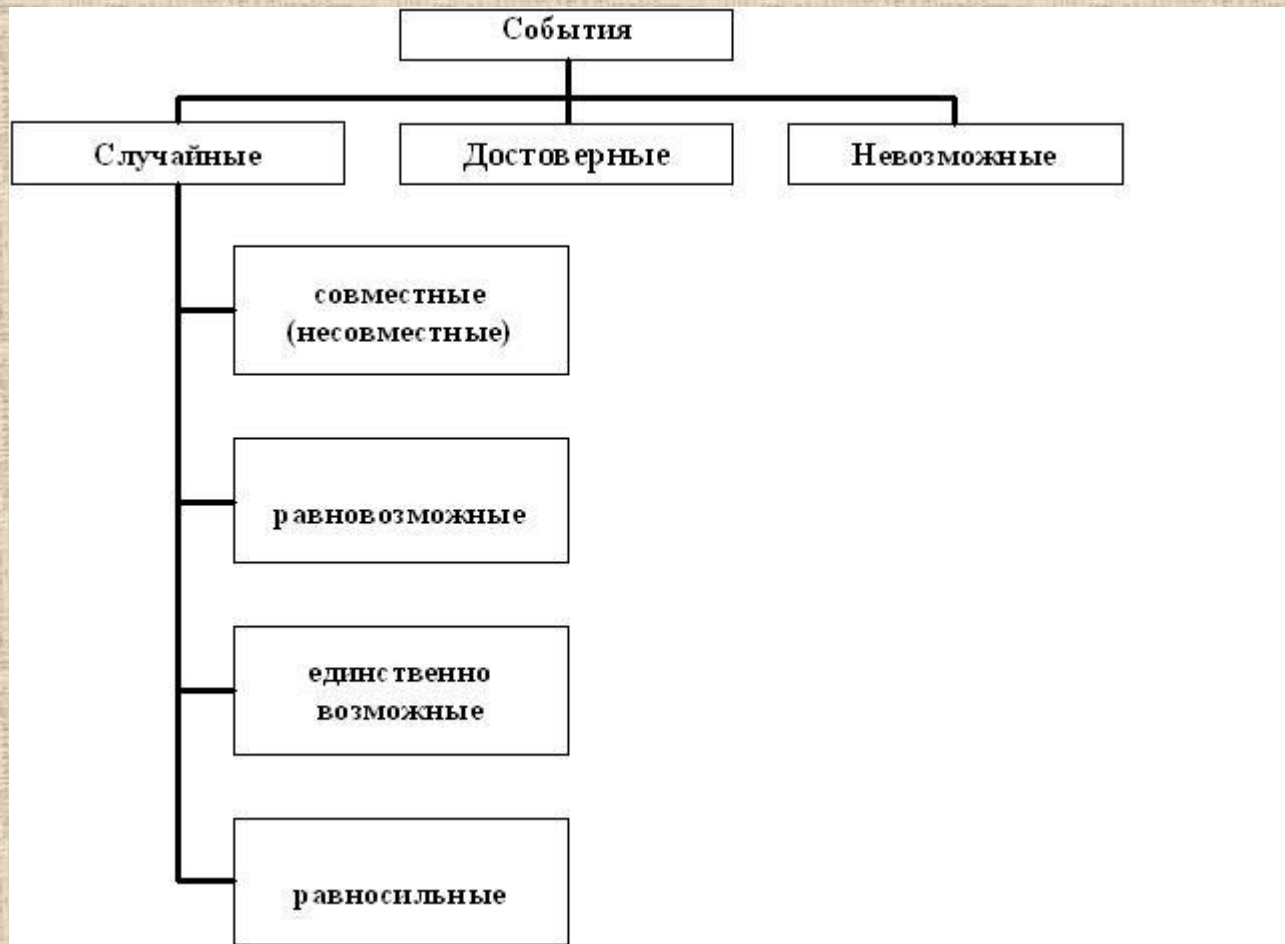 События
Случайные
Достоверные
Невозможные
совместные
(несовместные)
равновозможные
единственно
возможные
равносильные